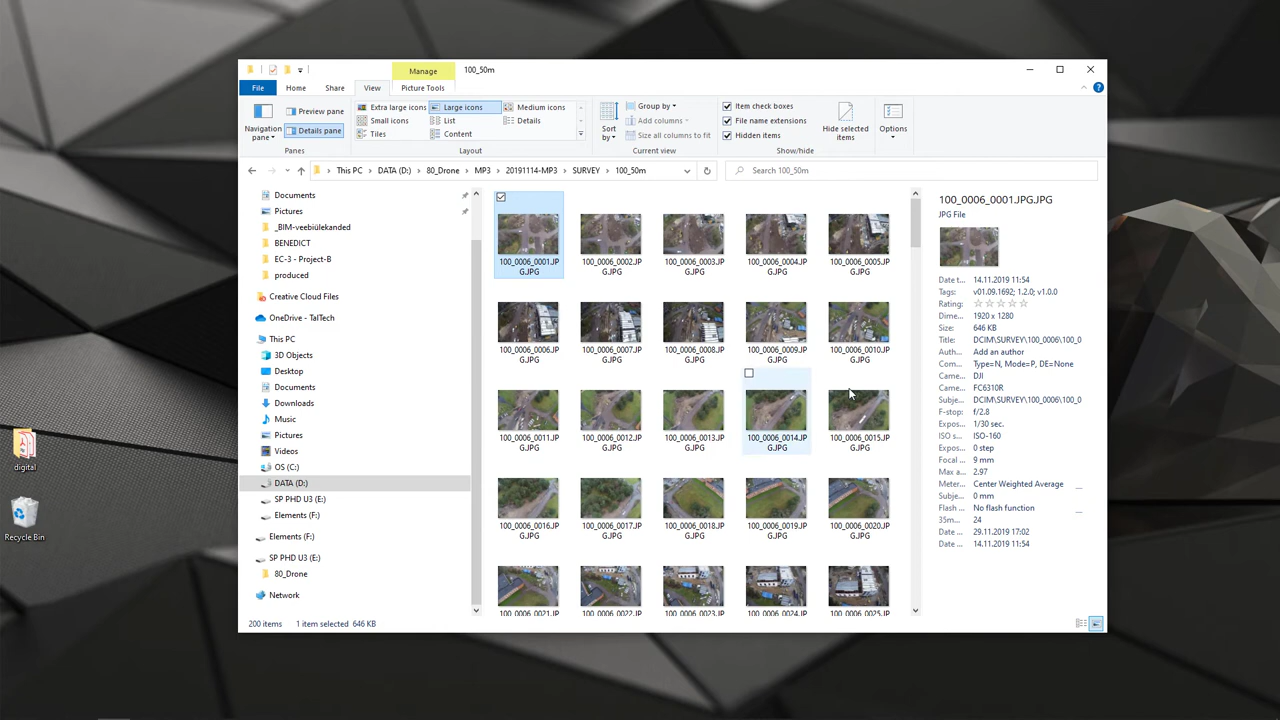 Manage
100_50m
File
Home
Share
View
Picture Tools
Navigation pane
Preview pane
Details pane
Panes
Extra large icons
Large icons
Medium icons
Small icons
List
Details
Tiles
Content
Layout
Sort by
Group by
Add columns
Size all columns to fit
Current view
Item check boxes
File name extensions
Hidden items
Hide selected items
Show/hide
Options
This PC
DATA (D:)
80_Drone
MP3
20191114-MP3
SURVEY
100_50m
Search 100_50m
Documents
Pictures
_BIM-veebiülekanded
BENEDICT
EC-3 - Project-B
produced
Creative Cloud Files
OneDrive - TalTech
This PC
3D Objects
Desktop
Documents
Downloads
Music
Pictures
Videos
OS (C:)
DATA (D:)
SP PHD U3 (E:)
Elements (F:)
Elements (F:)
SP PHD U3 (E:)
80_Drone
Network
100_0006_0001.JP
G.JPG
100_0006_0002.JP
G.JPG
100_0006_0003.JP
G.JPG
100_0006_0004.JP
G.JPG
100_0006_0005.JP
G.JPG
100_0006_0006.JP
G.JPG
100_0006_0007.JP
G.JPG
100_0006_0008.JP
G.JPG
100_0006_0009.JP
G.JPG
100_0006_0010.JP
G.JPG
100_0006_0011.JP
G.JPG
100_0006_0012.JP
G.JPG
100_0006_0013.JP
G.JPG
100_0006_0014.JP
G.JPG
100_0006_0015.JP
G.JPG
100_0006_0016.JP
G.JPG
100_0006_0017.JP
G.JPG
100_0006_0018.JP
G.JPG
100_0006_0019.JP
G.JPG
100_0006_0020.JP
G.JPG
100_0006_0021.JP
100_0006_0022.JP
100_0006_0023.JP
100_0006_0024.JP
100_0006_0025.JP
100_0006_0001.JPG.JPG
JPG File
Date t... 14.11.2019 11:54
Tags: v01.09.1692; 1.2.0; v1.0.0
Rating:
Dime... 1920 x 1280
Size: 646 KB
Title: DCIM\SURVEY\100_0006\100_0
Auth... Add an author
Com... Type=N, Mode=P, DE=None
Came... DJI
Came... FC6310R
Subje... DCIM\SURVEY\100_0006\100_0
F-stop: f/2.8
Expos... 1/30 sec.
ISO s... ISO-160
Expos... 0 step
Focal ... 9 mm
Max a... 2.97
Meter... Center Weighted Average
Subje... 0 mm
Flash ... No flash function
35m... 24
Date ... 29.11.2019 17:02
Date ... 14.11.2019 11:54
200 items
1 item selected 646 KB
digital
Recycle Bin